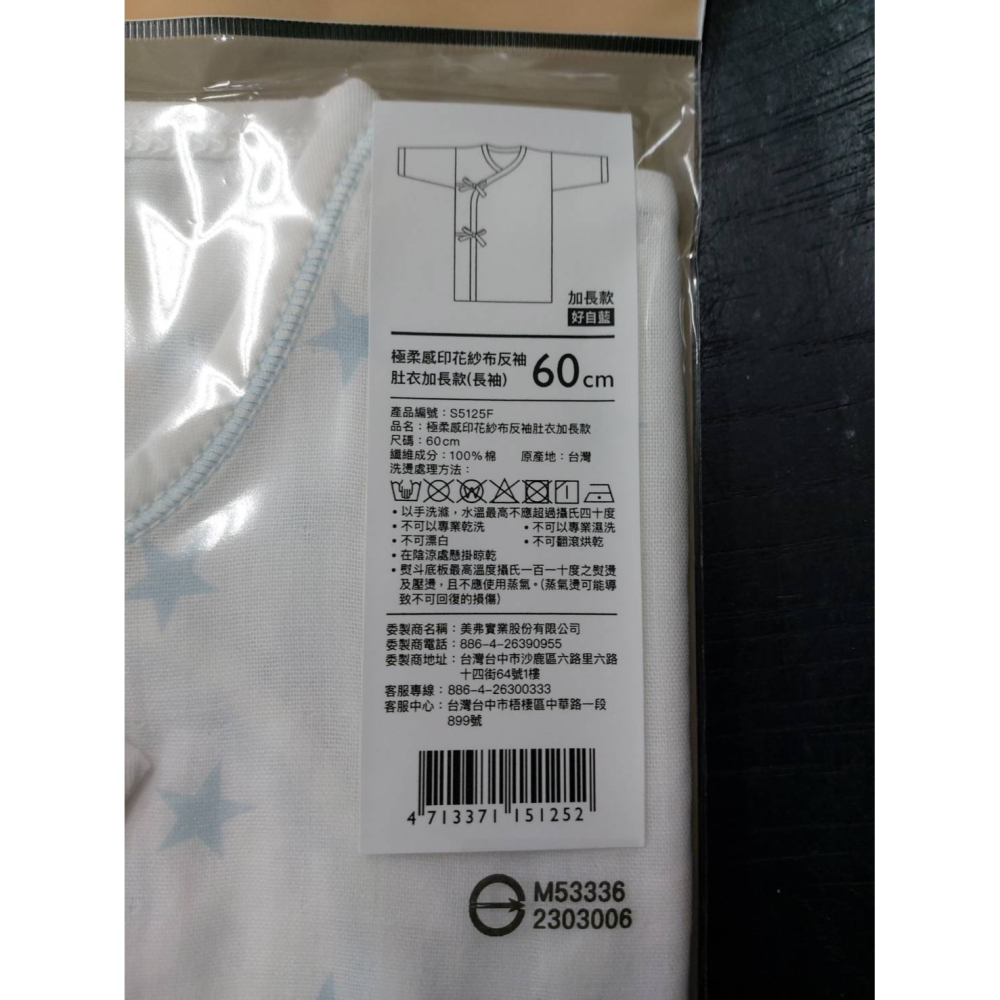 加長款
好自藍
極柔感印花紗布反袖
肚衣加長款(長袖) 60cm
產品編號：S5125F
品名：極柔感印花紗布反袖肚衣加長款
尺碼：60cm
纖維成分：100%棉 原產地：台灣
洗燙處理方法：
•以手洗滌，水溫最高不應超過攝氏四十度
•不可以專業乾洗 •不可以專業濕洗
•不可漂白 •不可翻滾烘乾
•在陰涼處懸掛晾乾
•熨斗底板最高溫度攝氏一百一十度之熨燙
及壓燙，且不應使用蒸氣。(蒸氣燙可能導
致不可回復的損傷)
委製商名稱：美弗實業股份有限公司
委製商電話：886-4-26390955
委製商地址：台灣台中市沙鹿區六路里六路
十四街64號1樓
客服專線：886-4-26300333
客服中心：台灣台中市梧棲區中華路一段
899號
4 713371 151252
M53336
2303006